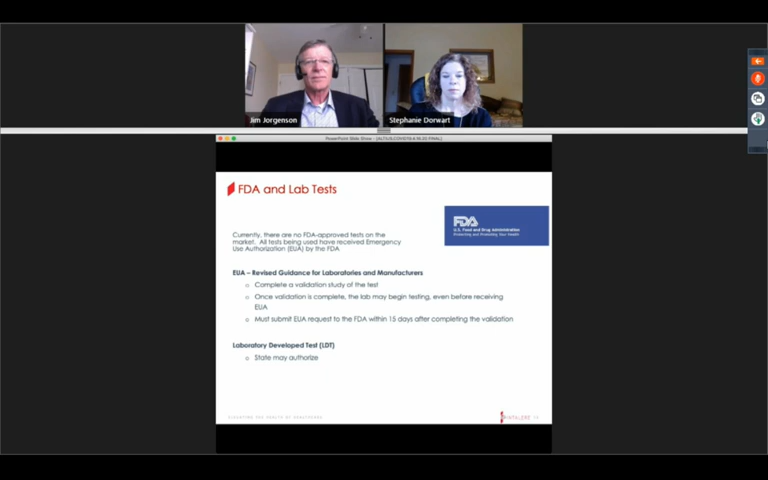 Jim Jorgenson
Stephanie Dorwart
FDA and Lab Tests
FDA
U.S. Food and Drug Administration
Protecting and Promoting Your Health
Currently, there are no FDA-approved tests on the
market. All tests being used have received Emergency
Use Authorization (EUA) by the FDA
EUA – Revised Guidance for Laboratories and Manufacturers
Complete a validation study of the test
Once validation is complete, the lab may begin testing, even before receiving
EUA
Must submit EUA request to the FDA within 15 days after completing the validation
Laboratory Developed Test (LDT)
State may authorize